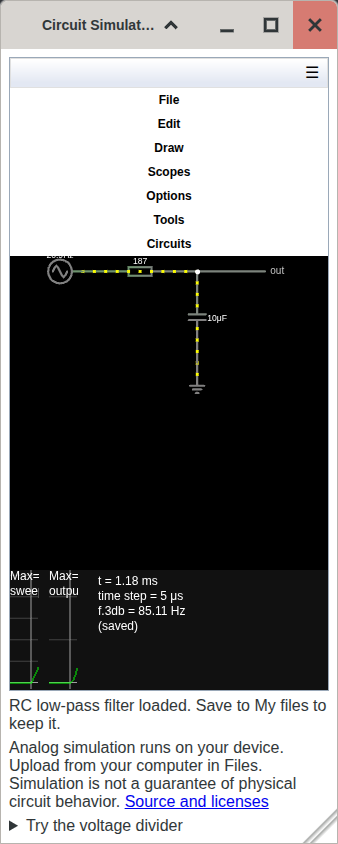 Circuit Simulat…
File
Edit
Draw
Scopes
Options
Tools
Circuits
187
out
10μF
Max=
Max=
t = 1.18 ms
time step = 5 μs
f.3db = 85.11 Hz
(saved)
RC low-pass filter loaded. Save to My files to
keep it.
Analog simulation runs on your device.
Upload from your computer in Files.
Simulation is not a guarantee of physical
circuit behavior. Source and licenses
Try the voltage divider